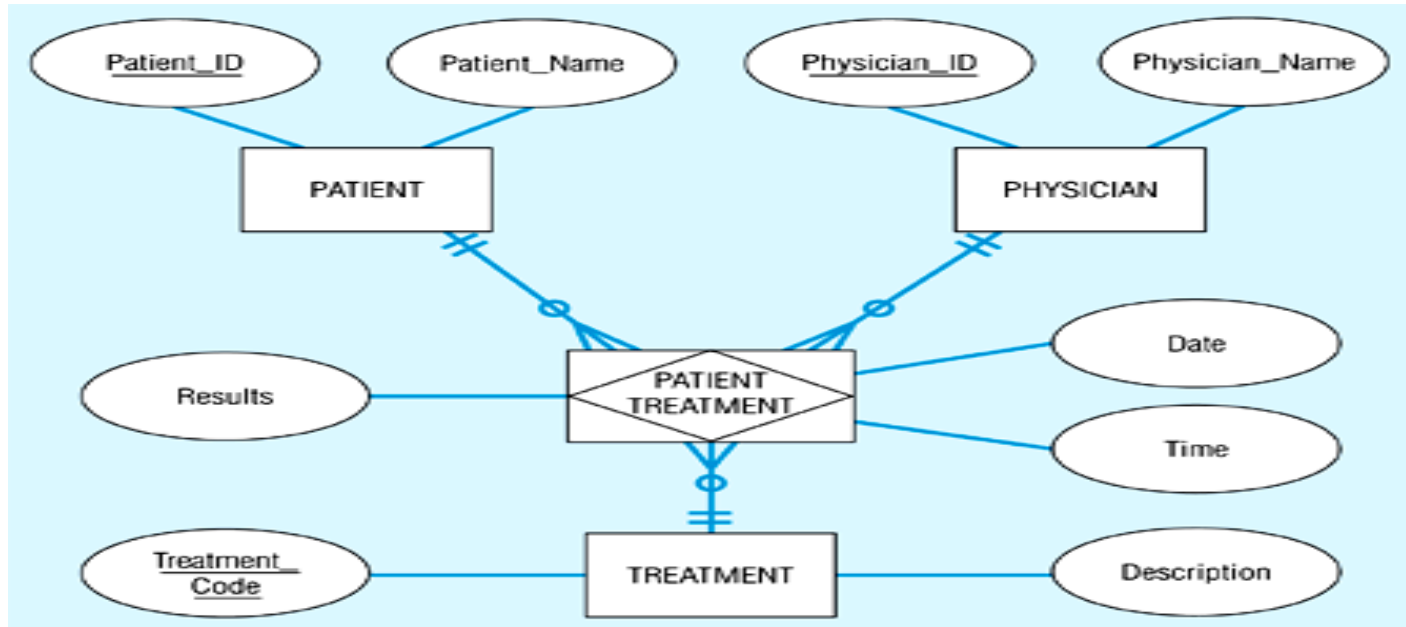 Patient_ID
Patient_Name
Physician_ID
Physician_Name
PATIENT
PHYSICIAN
Date
PATIENT
TREATMENT
Results
Time
Treatment_
Code
TREATMENT
Description